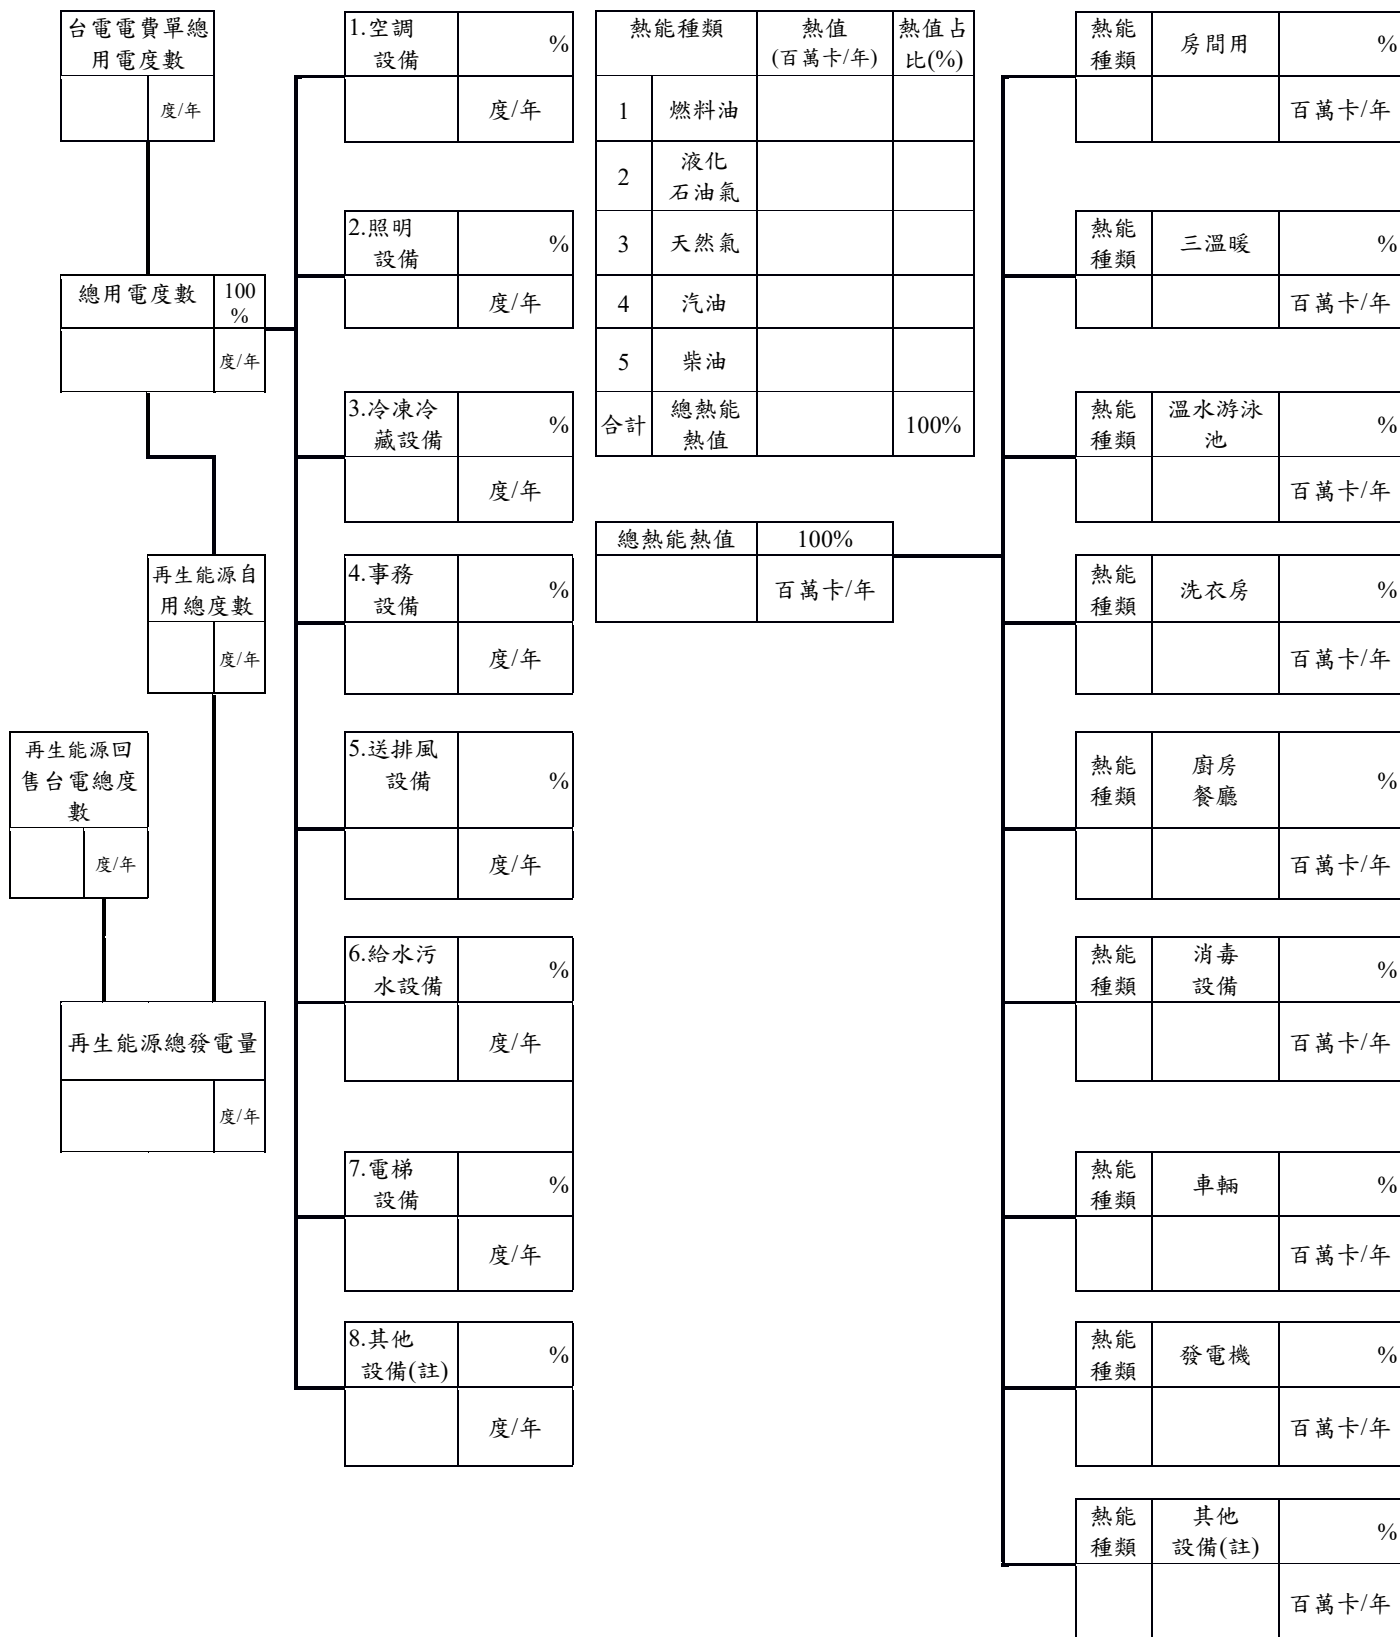 台電電費單總
用電度數
度/年
總用電度數
100
%
度/年
再生能源自
用總度數
度/年
再生能源回
售台電總度
數
度/年
再生能源總發電量
度/年
1.空調
設備
%
度/年
2.照明
設備
%
度/年
3.冷凍冷
藏設備
%
度/年
4.事務
設備
%
度/年
5.送排風
設備
%
度/年
6.給水污
水設備
%
度/年
7.電梯
設備
%
度/年
8.其他
設備(註)
%
度/年
熱能種類
熱值
(百萬卡/年)
熱值占
比(%)
1
燃料油
2
液化
石油氣
3
天然氣
4
汽油
5
柴油
合計
總熱能
熱值
100%
總熱能熱值
100%
百萬卡/年
熱能
種類
房間用
%
百萬卡/年
熱能
種類
三溫暖
%
百萬卡/年
熱能
種類
溫水游泳
池
%
百萬卡/年
熱能
種類
洗衣房
%
百萬卡/年
熱能
種類
廚房
餐廳
%
百萬卡/年
熱能
種類
消毒
設備
%
百萬卡/年
熱能
種類
車輛
%
百萬卡/年
熱能
種類
發電機
%
百萬卡/年
熱能
種類
其他
設備(註)
%
百萬卡/年